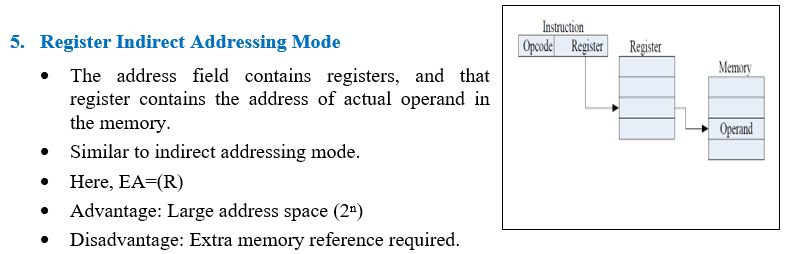 5. Register Indirect Addressing Mode
• The address field contains registers, and that
register contains the address of actual operand in
the memory.
• Similar to indirect addressing mode.
• Here, EA=(R)
• Advantage: Large address space (2ⁿ)
• Disadvantage: Extra memory reference required.
Instruction
Opcode Register
Register
Memory
Operand